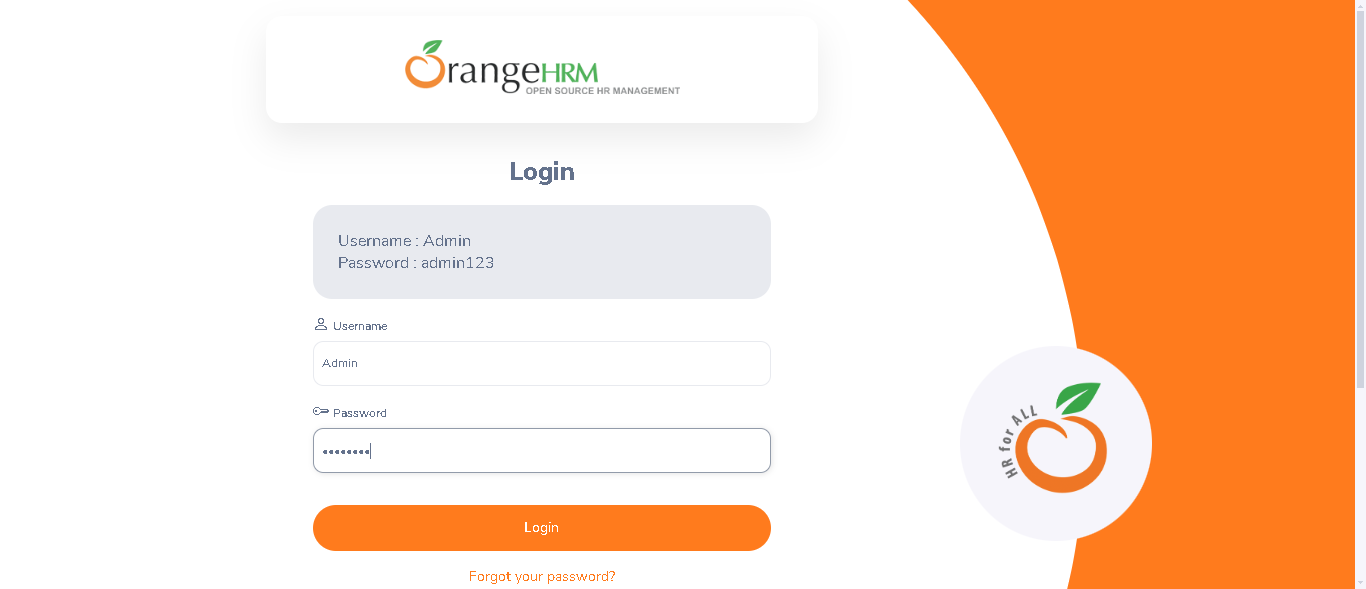 OrangeHRM
OPEN SOURCE HR MANAGEMENT
Login
Username : Admin
Password : admin123
Username
Admin
Password
••••••••
Login
Forgot your password?
HR for ALL